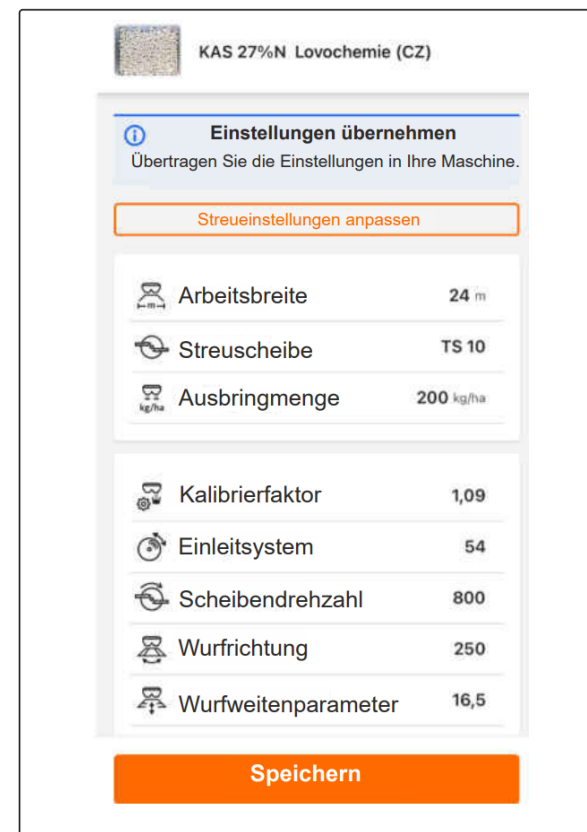 KAS 27%N Lovochemie (CZ)
Einstellungen übernehmen
Übertragen Sie die Einstellungen in Ihre Maschine.
Streueinstellungen anpassen
m
Arbeitsbreite 24 m
Streuscheibe TS 10
kg/ha
Ausbringmenge 200 kg/ha
Kalibrierfaktor 1,09
Einleitsystem 54
Scheibendrehzahl 800
Wurfrichtung 250
Wurfweitenparameter 16,5
Speichern